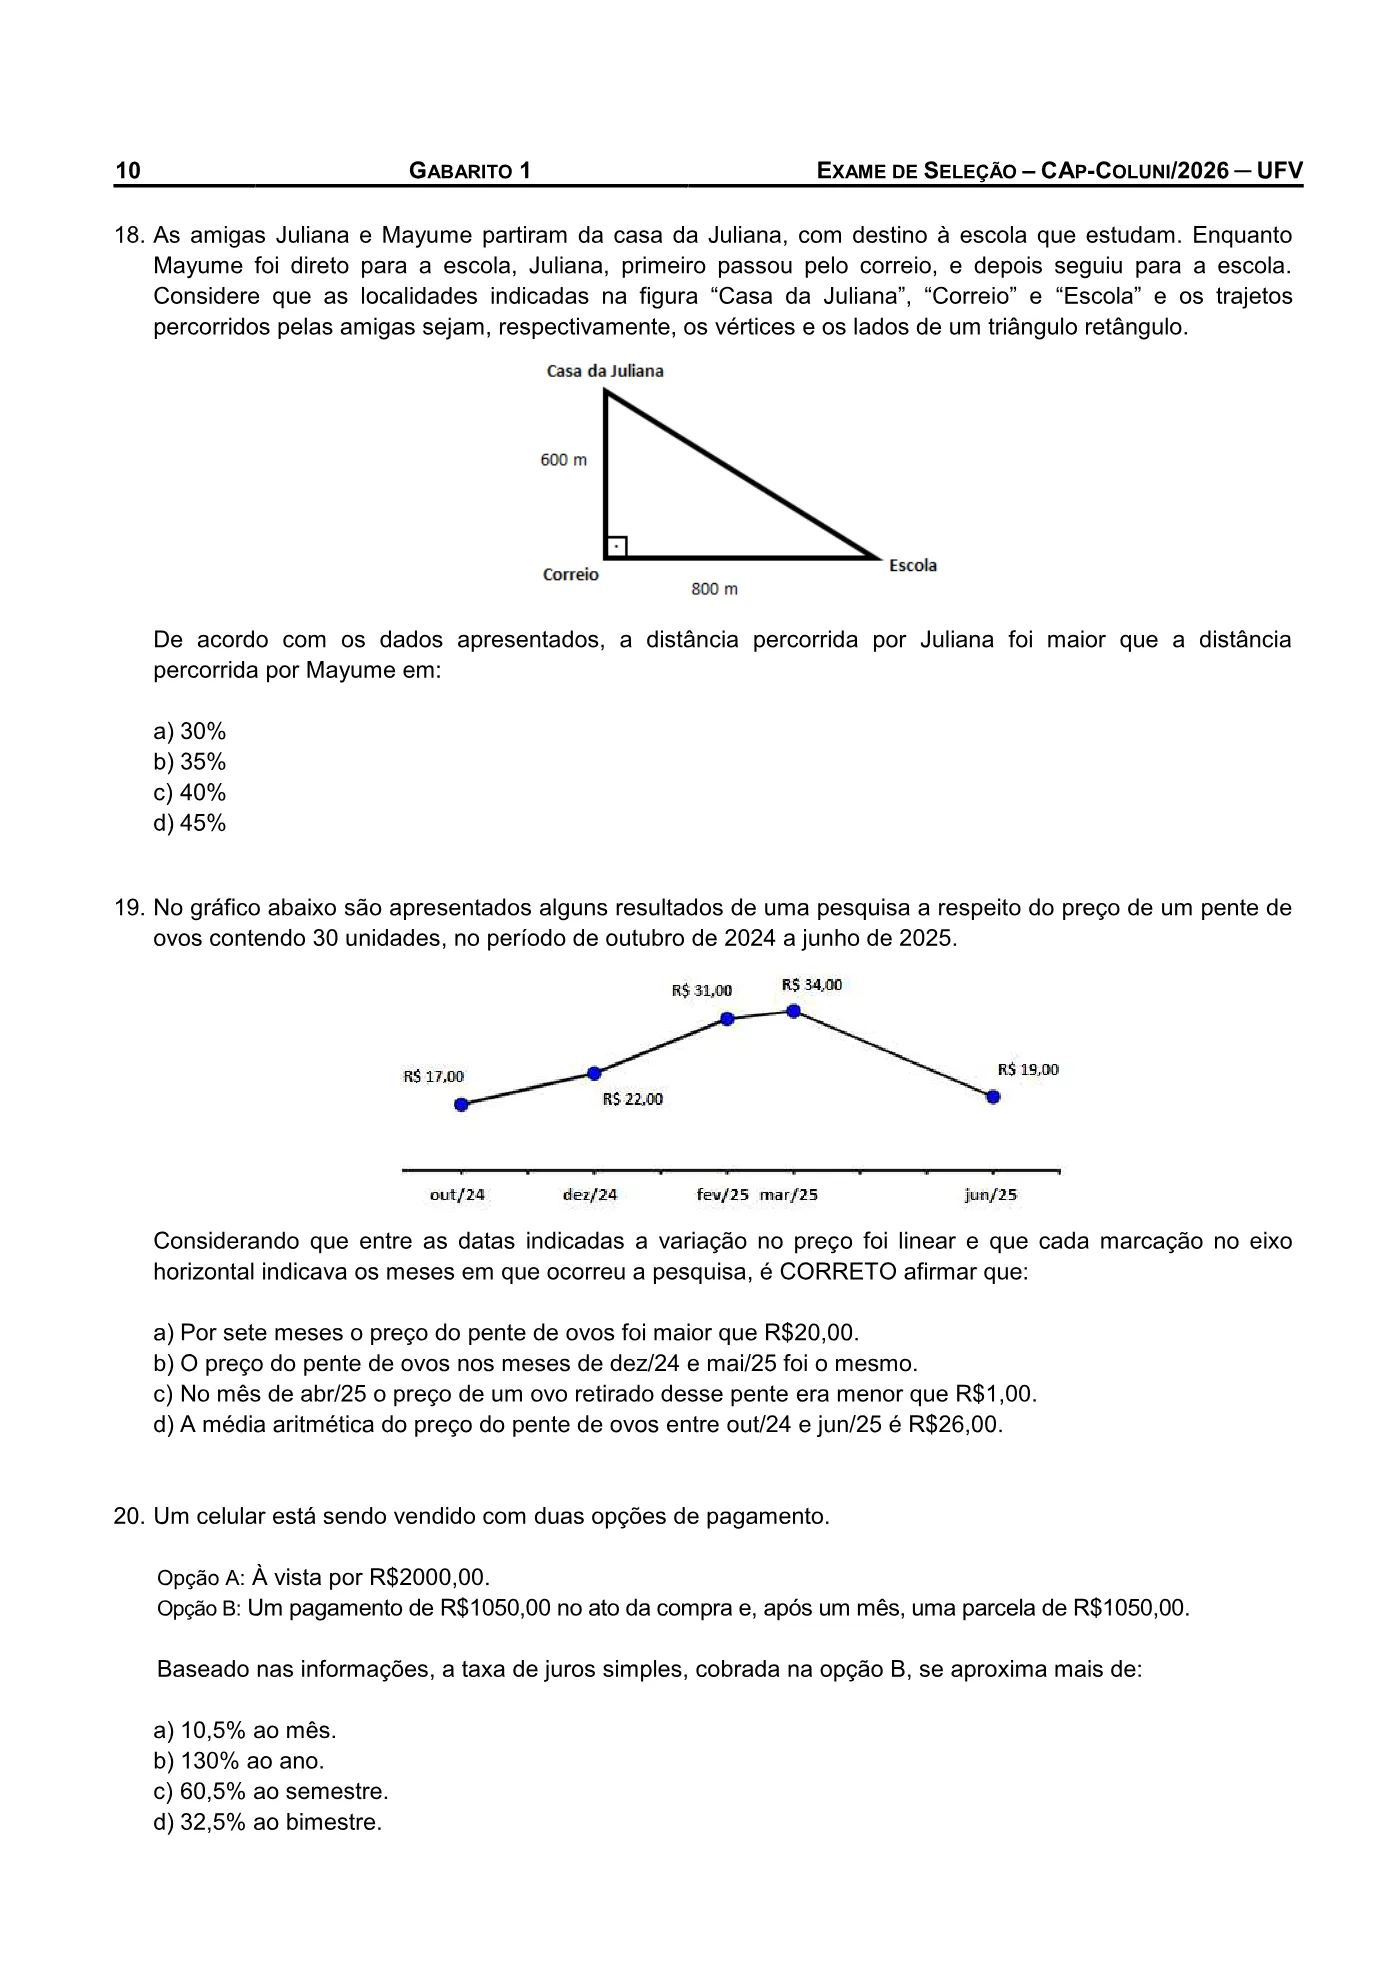 10 GABARITO 1 EXAME DE SELEÇÃO – CAP-COLUNI/2026 — UFV
18. As amigas Juliana e Mayume partiram da casa da Juliana, com destino à escola que estudam. Enquanto
Mayume foi direto para a escola, Juliana, primeiro passou pelo correio, e depois seguiu para a escola.
Considere que as localidades indicadas na figura “Casa da Juliana”, “Correio” e “Escola” e os trajetos
percorridos pelas amigas sejam, respectivamente, os vértices e os lados de um triângulo retângulo.
Casa da Juliana
600 m
Escola
Correio
800 m
De acordo com os dados apresentados, a distância percorrida por Juliana foi maior que a distância
percorrida por Mayume em:
a) 30%
b) 35%
c) 40%
d) 45%
19. No gráfico abaixo são apresentados alguns resultados de uma pesquisa a respeito do preço de um pente de
ovos contendo 30 unidades, no período de outubro de 2024 a junho de 2025.
R$ 34,00
R$ 31,00
R$ 19,00
R$ 17,00
R$ 22,00
out/24 dez/24 fev/25 mar/25 jun/25
Considerando que entre as datas indicadas a variação no preço foi linear e que cada marcação no eixo
horizontal indicava os meses em que ocorreu a pesquisa, é CORRETO afirmar que:
a) Por sete meses o preço do pente de ovos foi maior que R$20,00.
b) O preço do pente de ovos nos meses de dez/24 e mai/25 foi o mesmo.
c) No mês de abr/25 o preço de um ovo retirado desse pente era menor que R$1,00.
d) A média aritmética do preço do pente de ovos entre out/24 e jun/25 é R$26,00.
20. Um celular está sendo vendido com duas opções de pagamento.
Opção A: À vista por R$2000,00.
Opção B: Um pagamento de R$1050,00 no ato da compra e, após um mês, uma parcela de R$1050,00.
Baseado nas informações, a taxa de juros simples, cobrada na opção B, se aproxima mais de:
a) 10,5% ao mês.
b) 130% ao ano.
c) 60,5% ao semestre.
d) 32,5% ao bimestre.